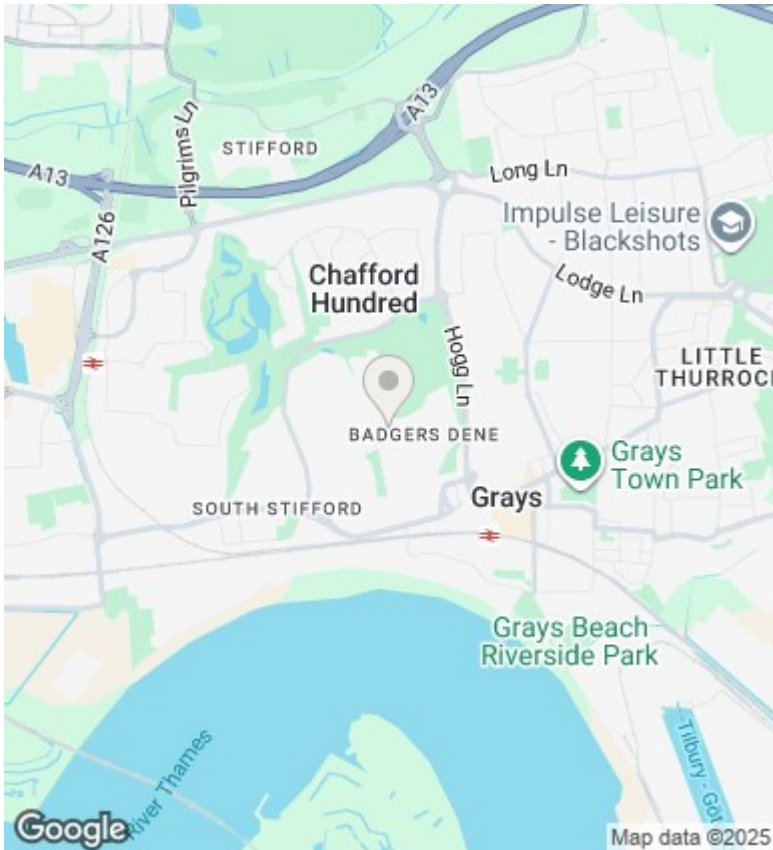 A13
Pilgrims Ln
STIFFORD
A13
Long Ln
A126
Impulse Leisure
- Blackshots
Chafford
Hundred
Lodge Ln
Hogg Ln
LITTLE
THURROCK
BADGERS DENE
Grays
Town Park
SOUTH STIFFORD
Grays
Grays Beach
Riverside Park
River Thames
Tilbury - Göt
Google
Map data ©2025